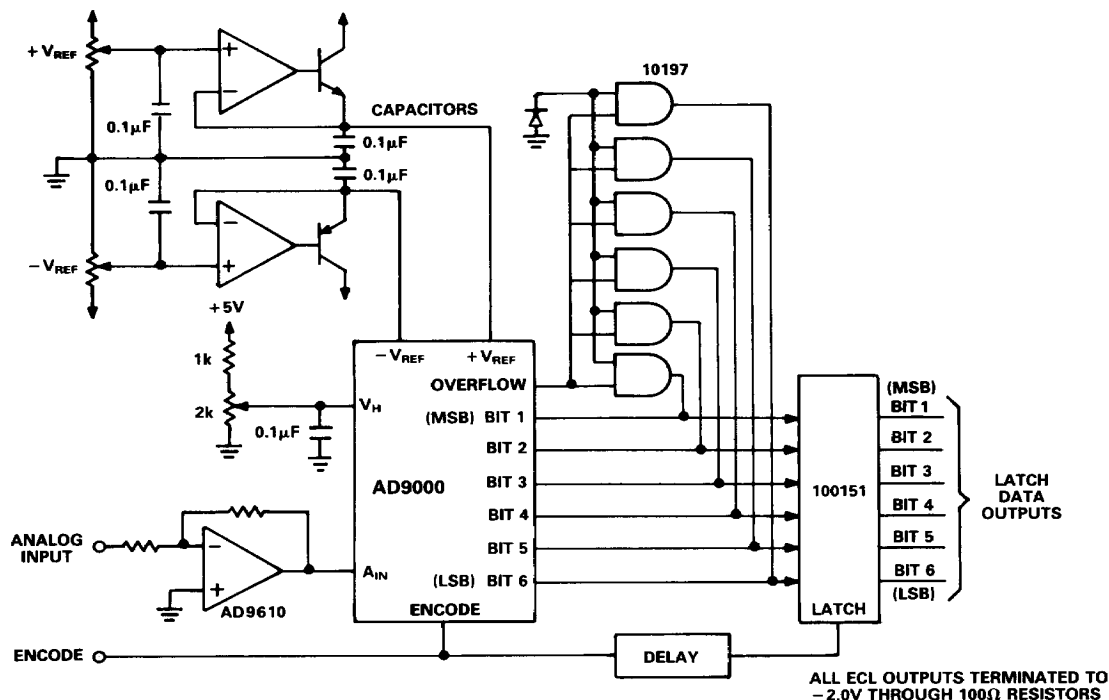 + V_REF
0.1µF
CAPACITORS
0.1µF
0.1µF
0.1µF
− V_REF
10197
+5V
1k
2k
0.1µF
− V_REF
+ V_REF
OVERFLOW
V_H
(MSB) BIT 1
BIT 2
BIT 3
BIT 4
BIT 5
(LSB) BIT 6
AD9000
A_IN
ENCODE
ANALOG
INPUT
AD9610
ENCODE
DELAY
100151
LATCH
(MSB)
BIT 1
BIT 2
BIT 3
BIT 4
BIT 5
BIT 6
(LSB)
LATCH
DATA
OUTPUTS
ALL ECL OUTPUTS TERMINATED TO
−2.0V THROUGH 100Ω RESISTORS
+
−
−
+
−
+